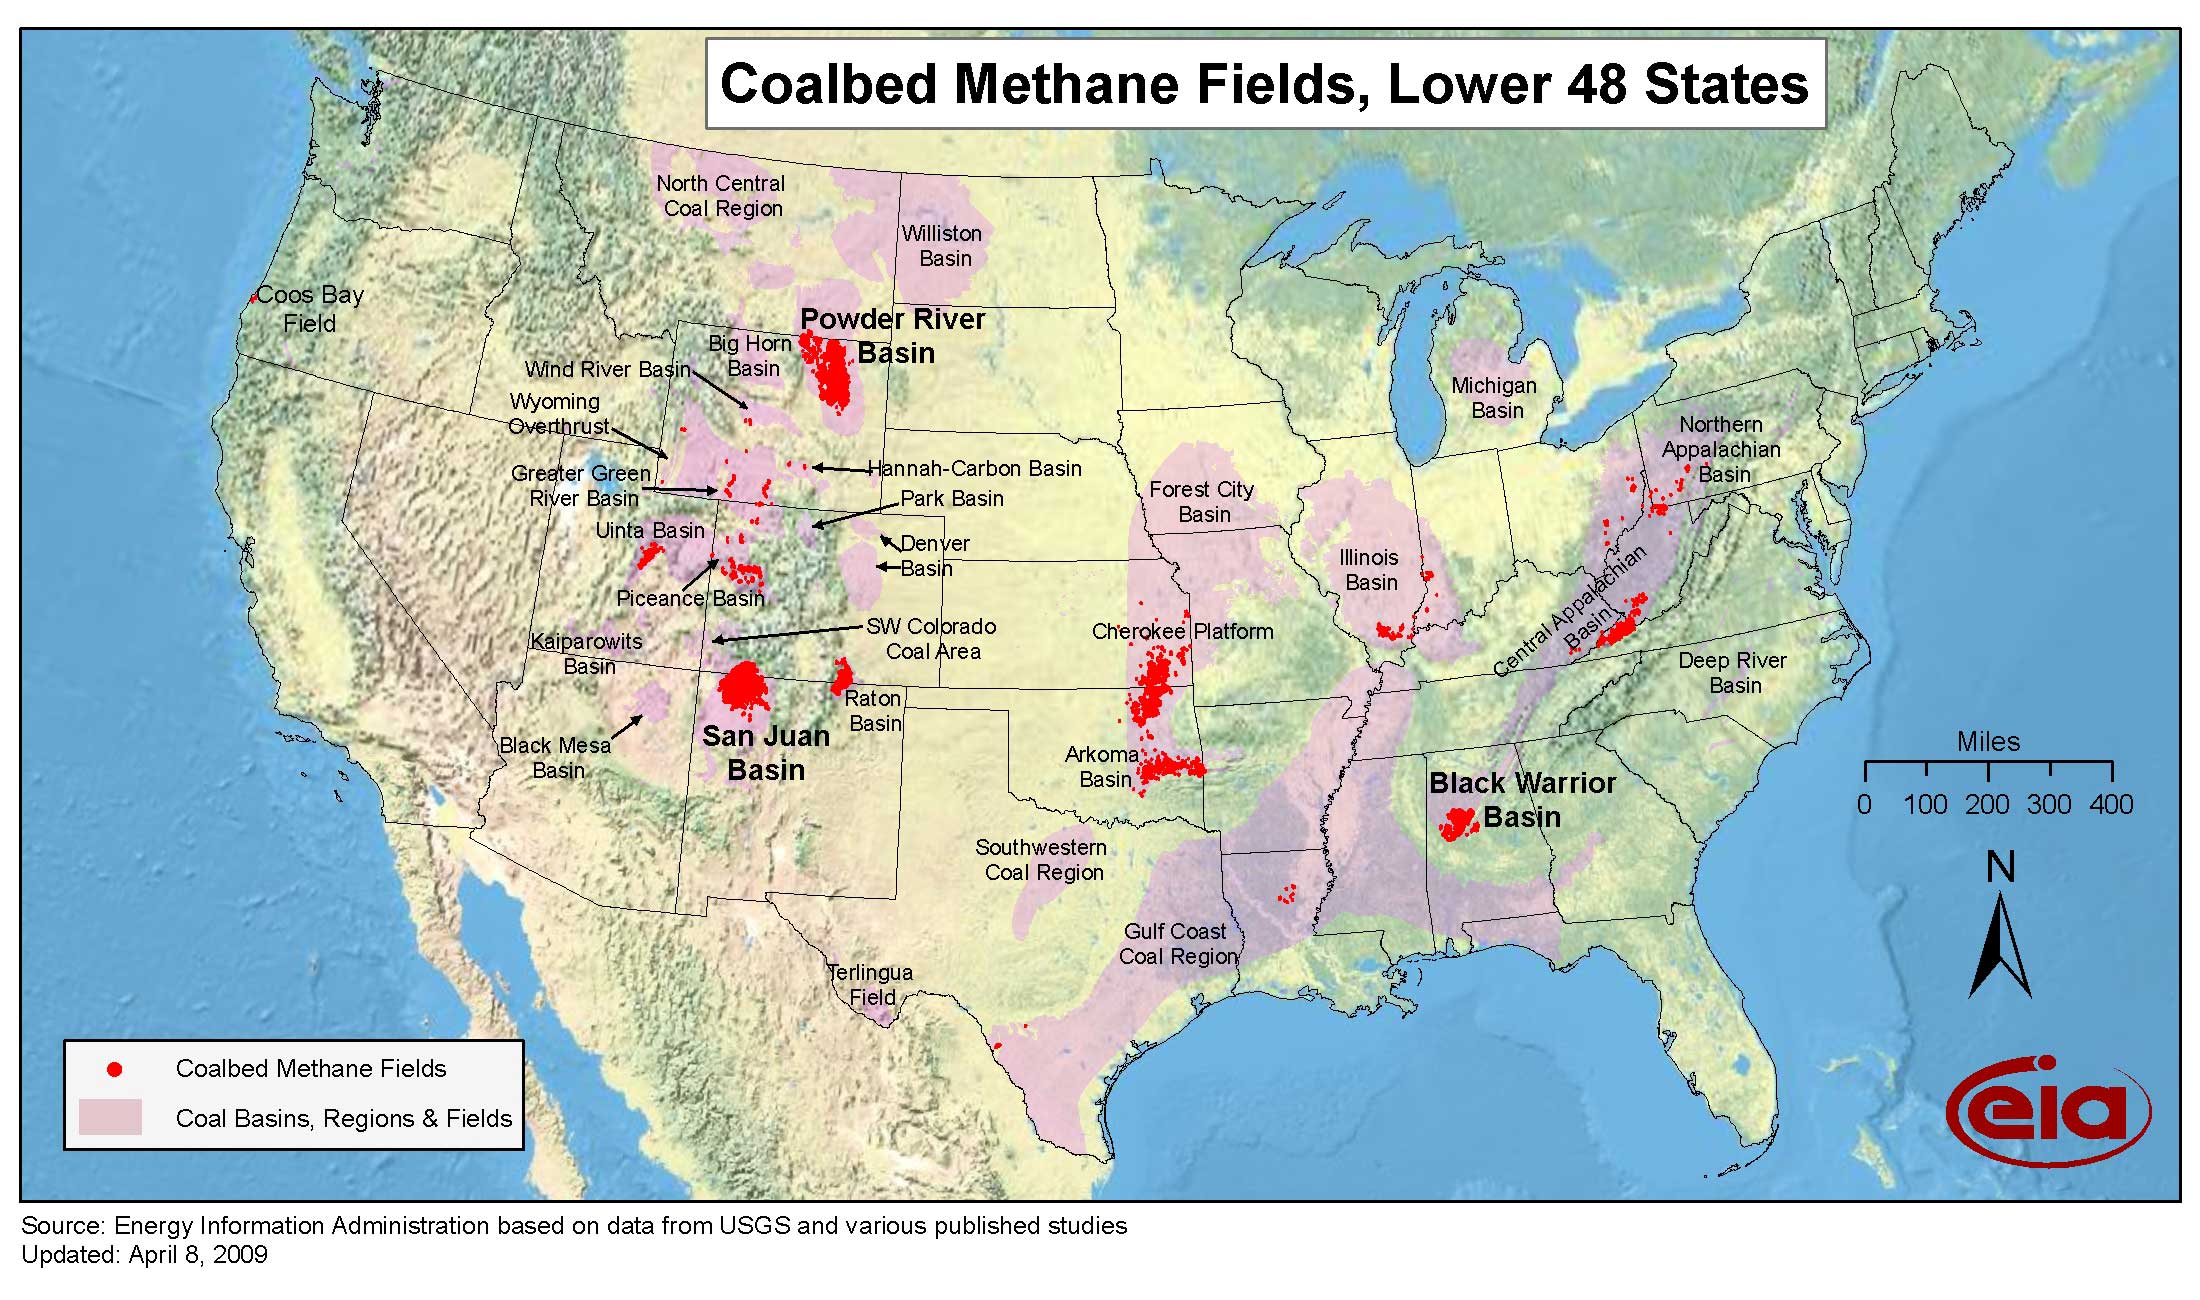 Coalbed Methane Fields, Lower 48 States
North Central
Coal Region
Williston
Basin
Coos Bay
Field
Powder River
Basin
Big Horn
Basin
Wind River Basin
Wyoming
Overthrust
Greater Green
River Basin
Hannah-Carbon Basin
Park Basin
Uinta Basin
Denver
Basin
Piceance Basin
Kaiparowits
Basin
SW Colorado
Coal Area
Black Mesa
Basin
San Juan
Basin
Raton
Basin
Michigan
Basin
Northern
Appalachian
Basin
Forest City
Basin
Illinois
Basin
Central Appalachian
Basin
Cherokee Platform
Deep River
Basin
Arkoma
Basin
Black Warrior
Basin
Southwestern
Coal Region
Gulf Coast
Coal Region
Terlingua
Field
Miles
0 100 200 300 400
N
Coalbed Methane Fields
Coal Basins, Regions & Fields
eia
Source: Energy Information Administration based on data from USGS and various published studies
Updated: April 8, 2009